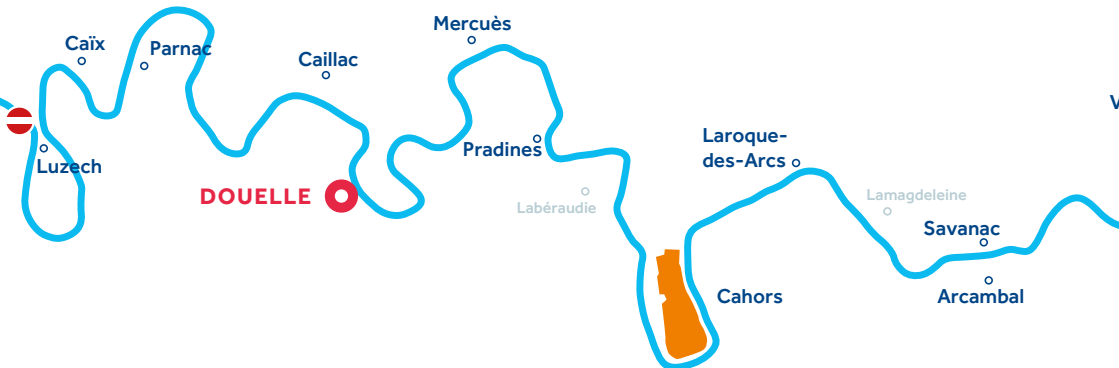 Mercuès
Caïx
Parnac
Caillac
V
Laroque-
des-Arcs
Pradines
Luzech
DOUELLE
Labéraudie
Lamagdeleine
Savanac
Cahors
Arcambal